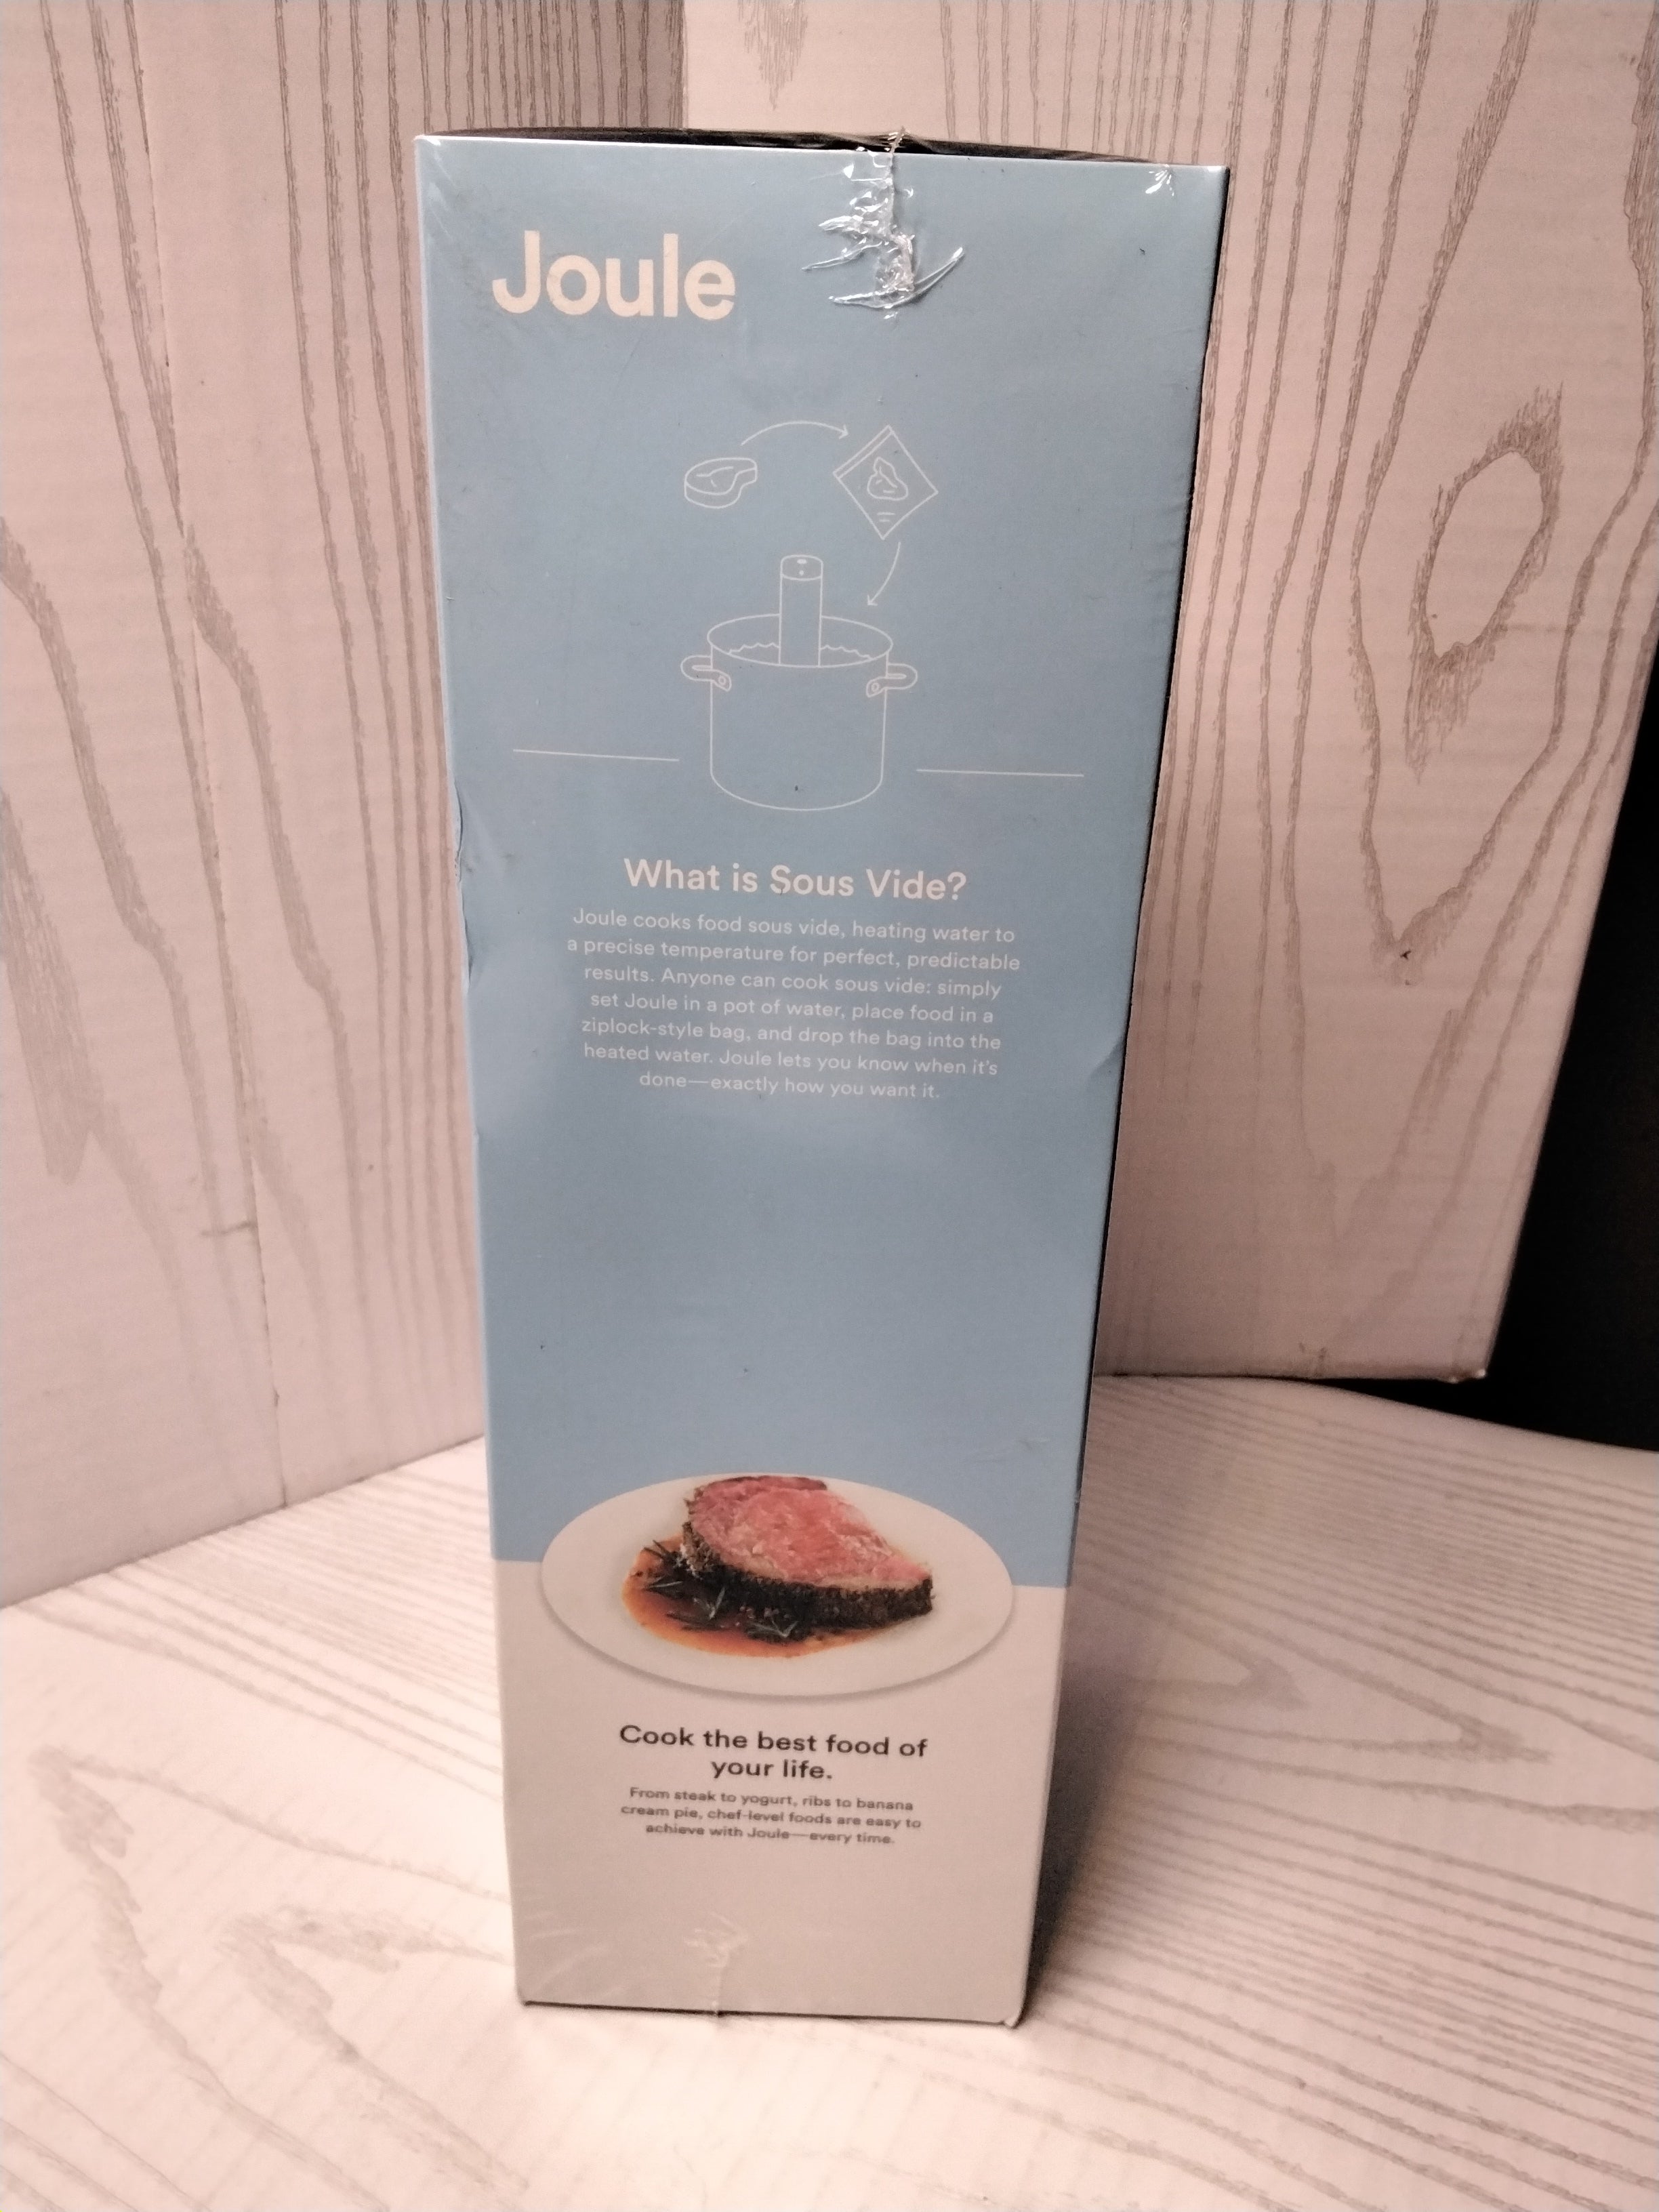 Joule
What is Sous Vide?
Joule cooks food sous vide, heating water to
a precise temperature for perfect, predictable
results. Anyone can cook sous vide: simply
set Joule in a pot of water, place food in a
ziplock-style bag, and drop the bag into the
heated water. Joule lets you know when it's
done—exactly how you want it.
Cook the best food of
your life.
From steak to yogurt, ribs to banana
cream pie, chef-level foods are easy to
achieve with Joule—every time.